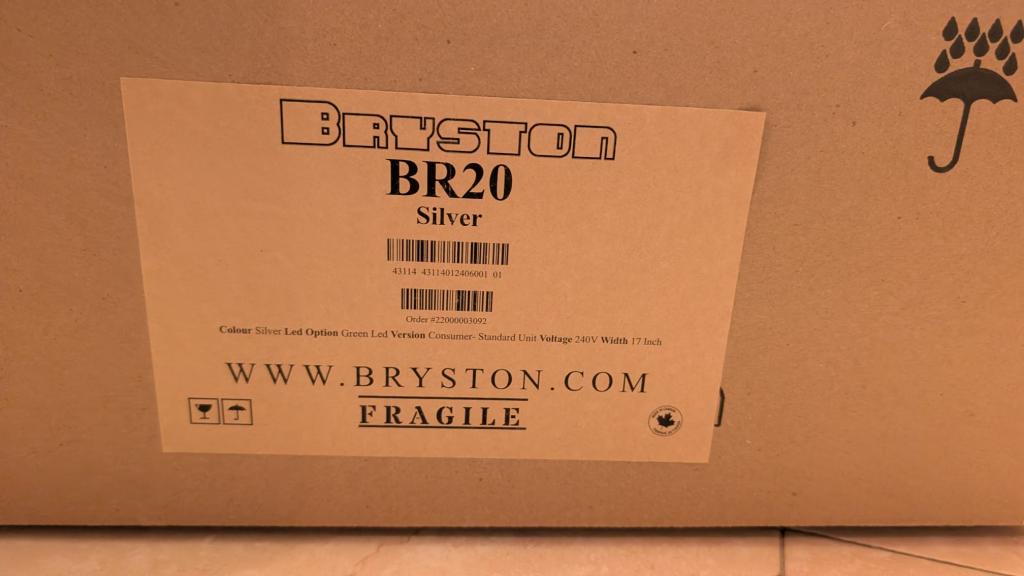 BRYSTON
BR20
Silver
43114 43114012406001 01
Order #22000003092
Colour Silver Led Option Green Led Version Consumer- Standard Unit Voltage 240V Width 17 Inch
WWW.BRYSTON.COM
FRAGILE